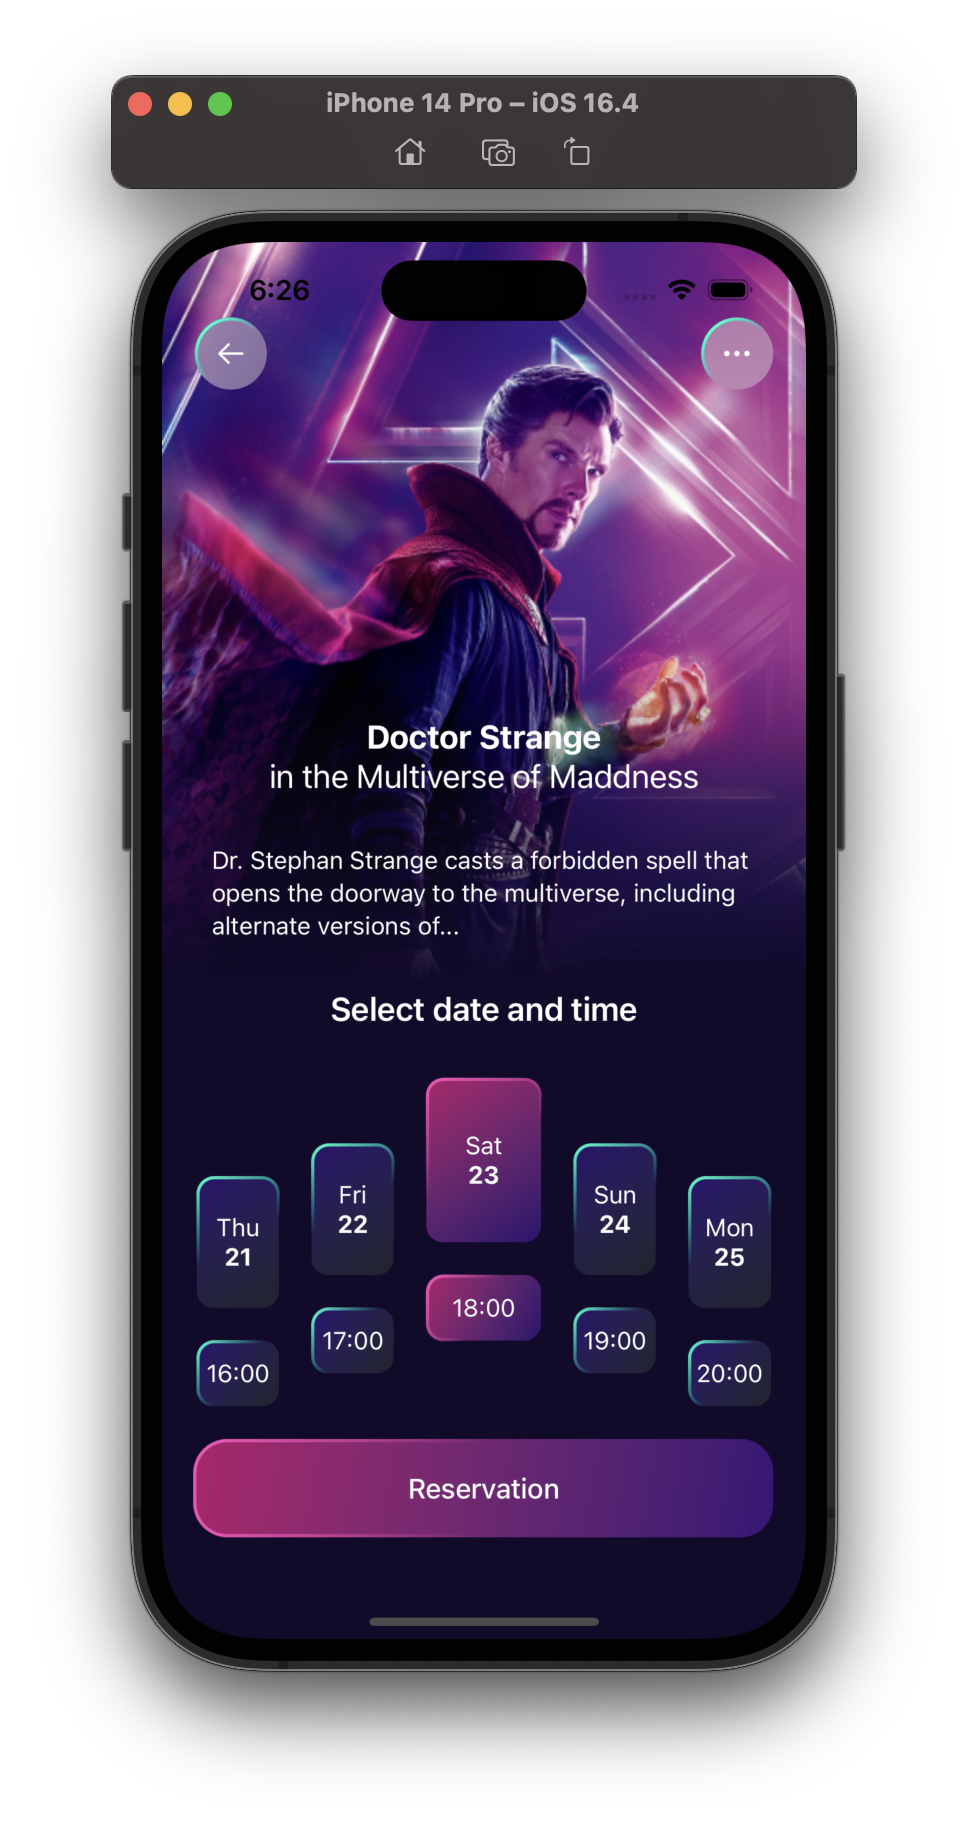 iPhone 14 Pro – iOS 16.4
6:26
Doctor Strange
in the Multiverse of Maddness
Dr. Stephan Strange casts a forbidden spell that
opens the doorway to the multiverse, including
alternate versions of...
Select date and time
Thu
21
Fri
22
Sat
23
Sun
24
Mon
25
16:00
17:00
18:00
19:00
20:00
Reservation